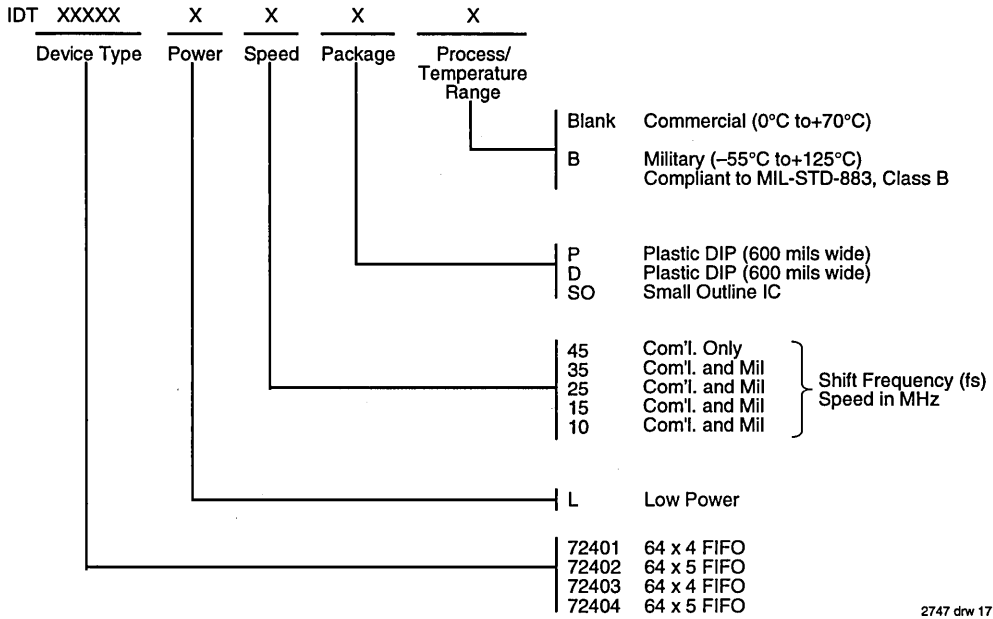 IDT XXXXX X X X X
Device Type Power Speed Package Process/
Temperature
Range
Blank Commercial (0°C to+70°C)
B Military (–55°C to+125°C)
Compliant to MIL-STD-883, Class B
P Plastic DIP (600 mils wide)
D Plastic DIP (600 mils wide)
SO Small Outline IC
45 Com'l. Only
35 Com'l. and Mil
25 Com'l. and Mil
15 Com'l. and Mil
10 Com'l. and Mil
Shift Frequency (fs)
Speed in MHz
L Low Power
72401 64 x 4 FIFO
72402 64 x 5 FIFO
72403 64 x 4 FIFO
72404 64 x 5 FIFO
2747 drw 17